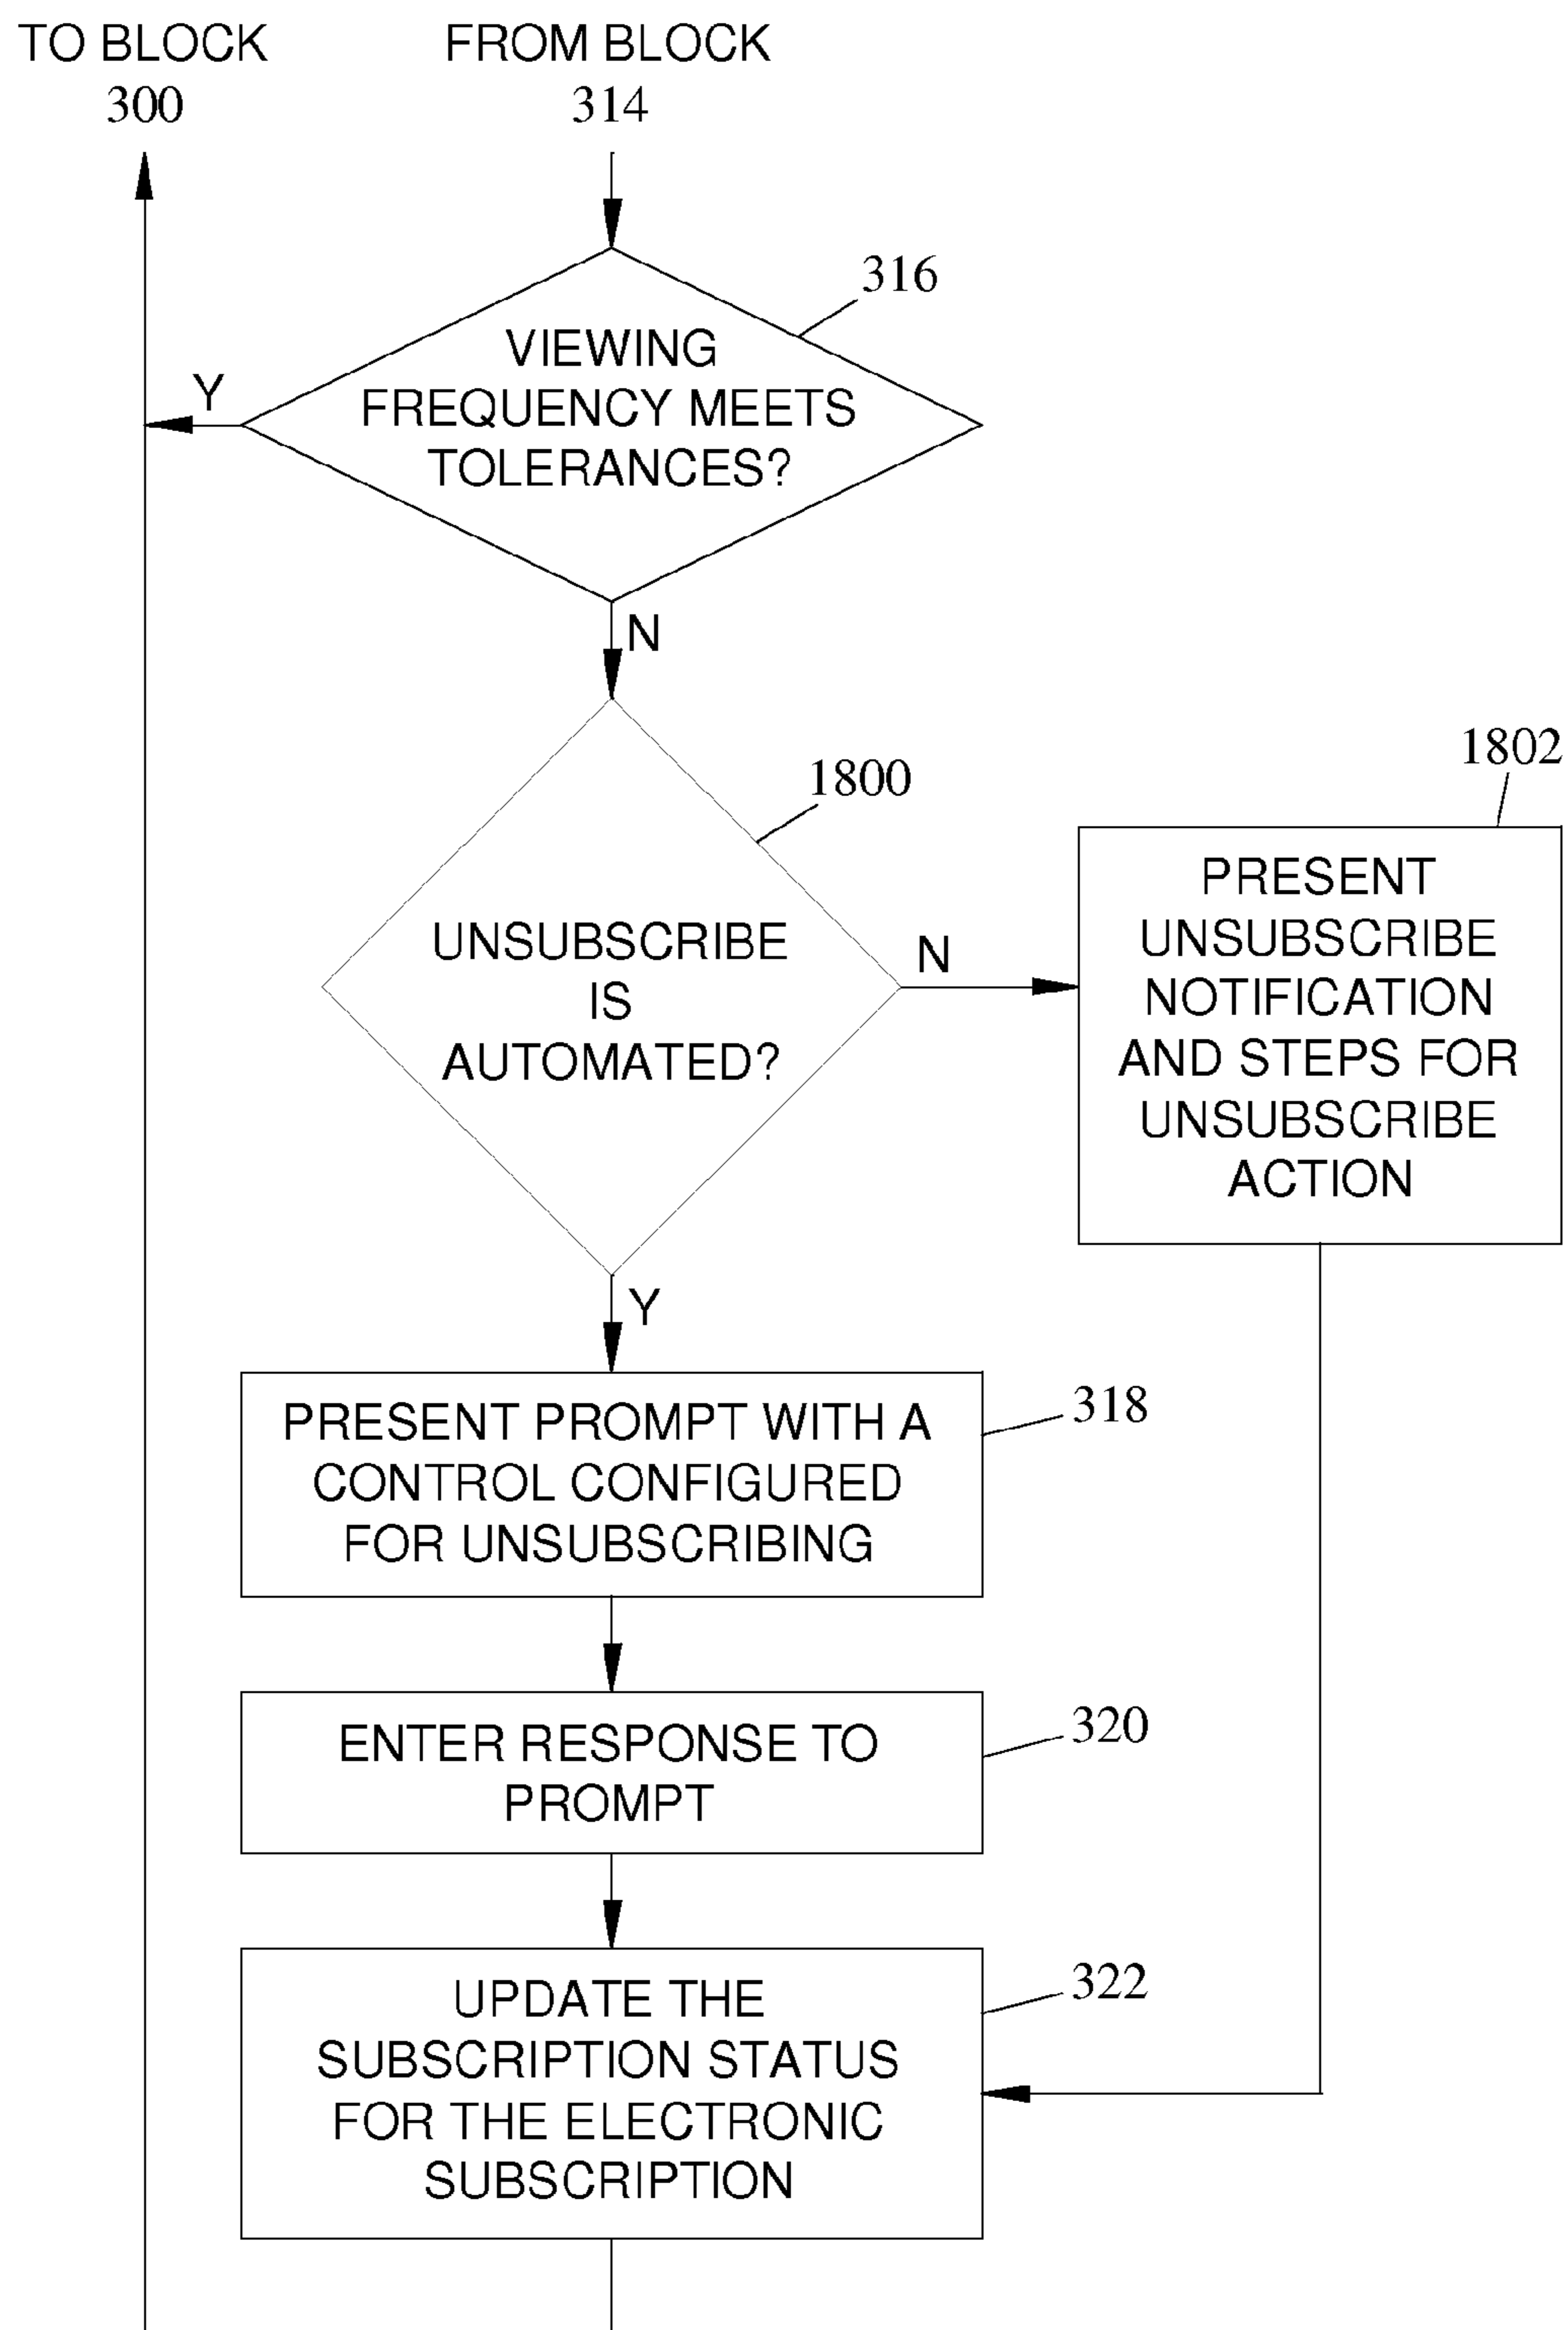 TO BLOCK
300
FROM BLOCK
314
316
VIEWING
FREQUENCY MEETS
TOLERANCES?
Y
N
1800
UNSUBSCRIBE
IS
AUTOMATED?
N
1802
PRESENT
UNSUBSCRIBE
NOTIFICATION
AND STEPS FOR
UNSUBSCRIBE
ACTION
Y
318
PRESENT PROMPT WITH A
CONTROL CONFIGURED
FOR UNSUBSCRIBING
320
ENTER RESPONSE TO
PROMPT
322
UPDATE THE
SUBSCRIPTION STATUS
FOR THE ELECTRONIC
SUBSCRIPTION